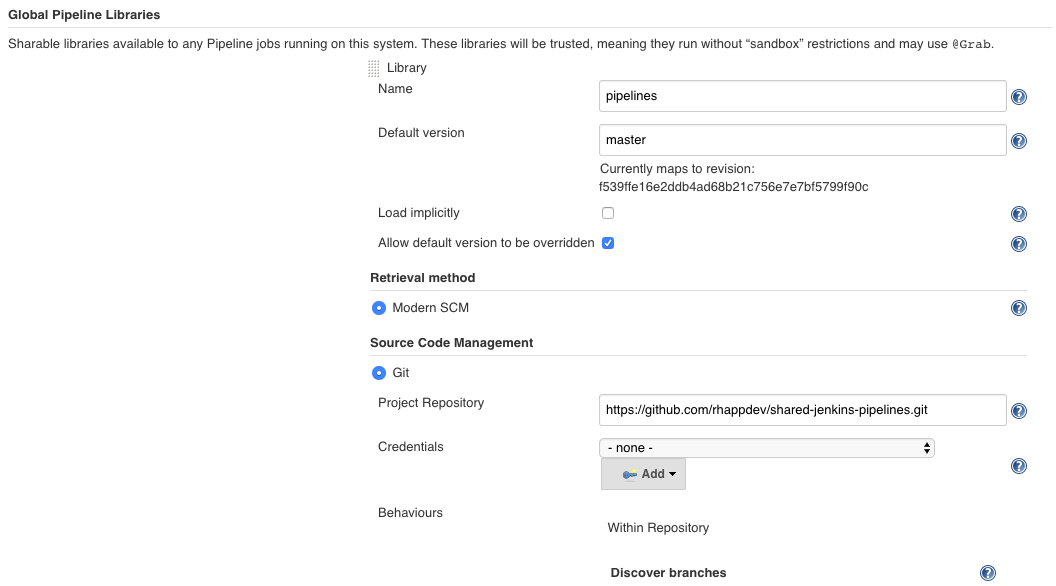 Global Pipeline Libraries
Sharable libraries available to any Pipeline jobs running on this system. These libraries will be trusted, meaning they run without “sandbox” restrictions and may use @Grab.
Library
Name
pipelines
Default version
master
Currently maps to revision:
f539ffe16e2ddb4ad68b21c756e7e7bf5799f90c
Load implicitly
Allow default version to be overridden
Retrieval method
Modern SCM
Source Code Management
Git
Project Repository
https://github.com/rhappdev/shared-jenkins-pipelines.git
Credentials
- none -
Add
Behaviours
Within Repository
Discover branches